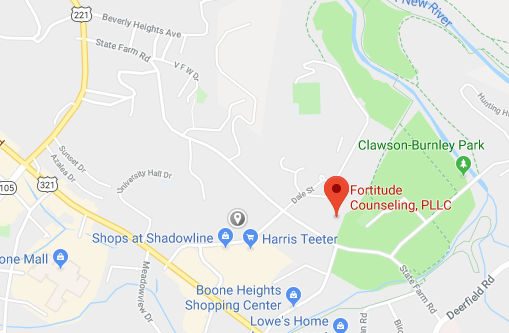 221
Beverly Heights Ave
New River
State Farm Rd
V F W D
Hunting Hi
Clawson-Burnley Park
321
Sunset Dr
Azalea Dr
105
University Hall Dr
Dale St
Fortitude
Counseling, PLLC
Shops at Shadowline
Harris Teeter
one Mall
Meadowview Dr
State Farm Rd
Deerfield Rd
Boone Heights
Shopping Center
Lowe's Home